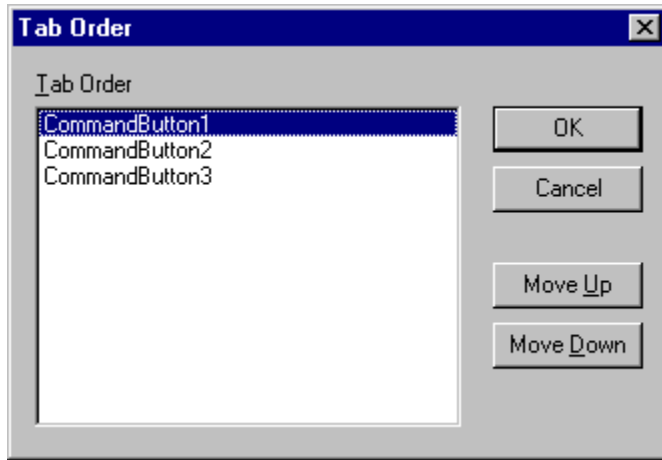 Tab Order
Tab Order
CommandButton1
CommandButton2
CommandButton3
OK
Cancel
Move Up
Move Down